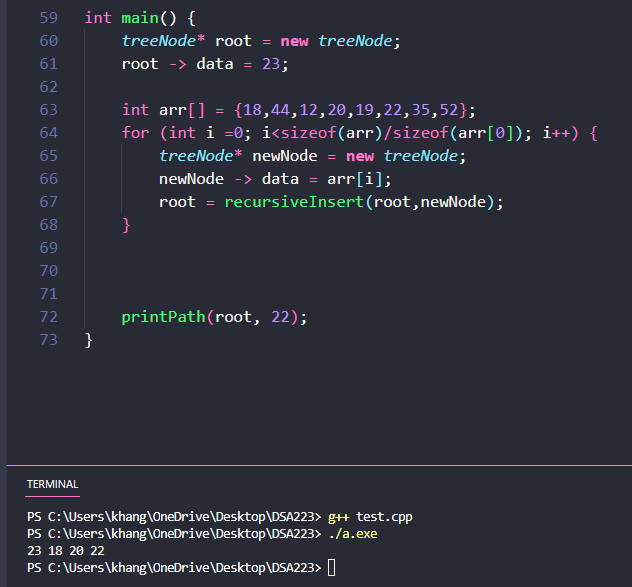 59 int main() {
60 treeNode* root = new treeNode;
61 root -> data = 23;
62
63 int arr[] = {18,44,12,20,19,22,35,52};
64 for (int i =0; i<sizeof(arr)/sizeof(arr[0]); i++) {
65 treeNode* newNode = new treeNode;
66 newNode -> data = arr[i];
67 root = recursiveInsert(root,newNode);
68 }
69
70
71
72 printPath(root, 22);
73 }
TERMINAL
PS C:\Users\khang\OneDrive\Desktop\DSA223> g++ test.cpp
PS C:\Users\khang\OneDrive\Desktop\DSA223> ./a.exe
23 18 20 22
PS C:\Users\khang\OneDrive\Desktop\DSA223>